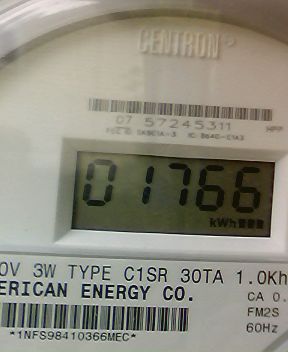 CENTRON
07 57245311 HPP
01766
kWh
0V 3W TYPE C1SR 30TA 1.0Kh
ERICAN ENERGY CO. CA 0.
FM2S
*1NFS98410366MEC* 60Hz